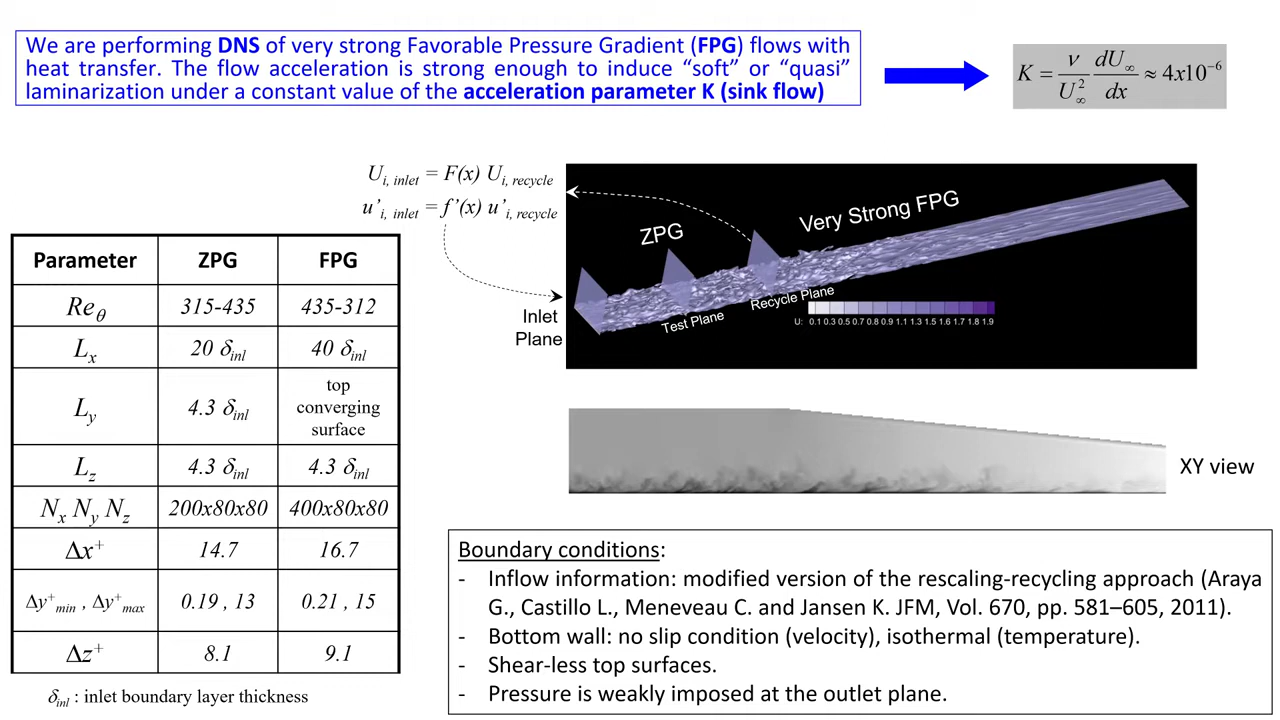 We are performing DNS of very strong Favorable Pressure Gradient (FPG) flows with
heat transfer. The flow acceleration is strong enough to induce “soft” or “quasi”
laminarization under a constant value of the acceleration parameter K (sink flow)
K = ν/U∞² dU∞/dx ≈ 4x10⁻⁶
U i, inlet = F(x) U i, recycle
u’ i, inlet = f’(x) u’ i, recycle
Inlet
Plane
ZPG
Very Strong FPG
Test Plane
Recycle Plane
U: 0.1 0.3 0.5 0.7 0.8 0.9 1.1 1.3 1.5 1.6 1.7 1.8 1.9
XY view
Parameter ZPG FPG
Reθ 315-435 435-312
Lx 20 δinl 40 δinl
Ly 4.3 δinl top converging surface
Lz 4.3 δinl 4.3 δinl
Nx Ny Nz 200x80x80 400x80x80
Δx⁺ 14.7 16.7
Δy⁺min , Δy⁺max 0.19 , 13 0.21 , 15
Δz⁺ 8.1 9.1
δinl : inlet boundary layer thickness
Boundary conditions:
- Inflow information: modified version of the rescaling-recycling approach (Araya
G., Castillo L., Meneveau C. and Jansen K. JFM, Vol. 670, pp. 581–605, 2011).
- Bottom wall: no slip condition (velocity), isothermal (temperature).
- Shear-less top surfaces.
- Pressure is weakly imposed at the outlet plane.